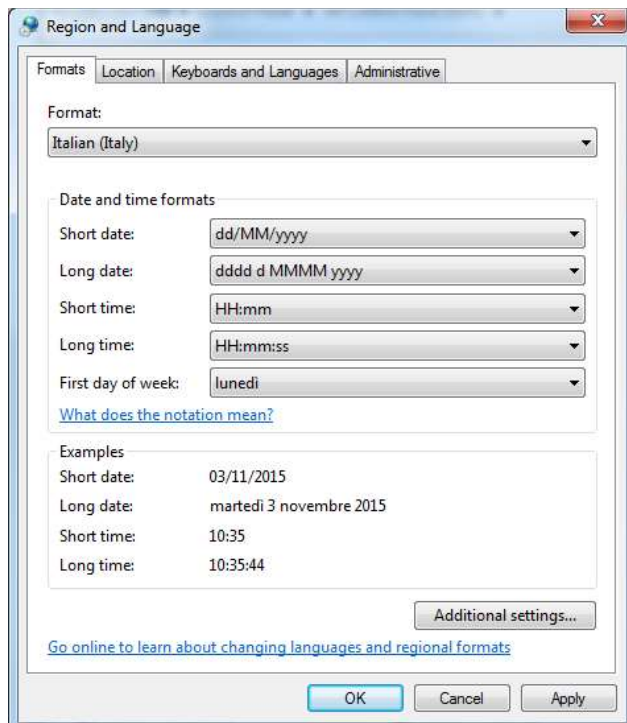 Region and Language
Formats Location Keyboards and Languages Administrative
Format:
Italian (Italy)
Date and time formats
Short date: dd/MM/yyyy
Long date: dddd d MMMM yyyy
Short time: HH:mm
Long time: HH:mm:ss
First day of week: lunedì
What does the notation mean?
Examples
Short date: 03/11/2015
Long date: martedì 3 novembre 2015
Short time: 10:35
Long time: 10:35:44
Additional settings...
Go online to learn about changing languages and regional formats
OK Cancel Apply